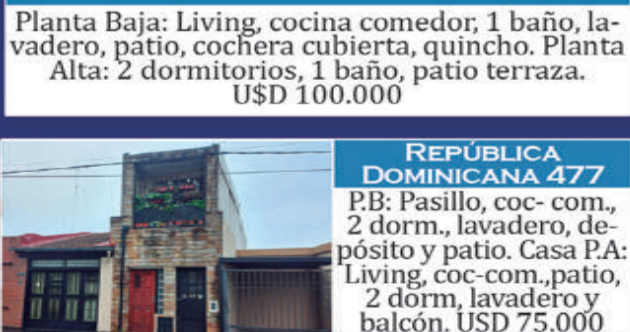 Planta Baja: Living, cocina comedor, 1 baño, la-
vadero, patio, cochera cubierta, quincho. Planta
Alta: 2 dormitorios, 1 baño, patio terraza.
U$D 100.000
REPÚBLICA
DOMINICANA 477
P.B: Pasillo, coc- com.,
2 dorm., lavadero, de-
pósito y patio. Casa P.A:
Living, coc-com.,patio,
2 dorm, lavadero y
balcón. USD 75.000